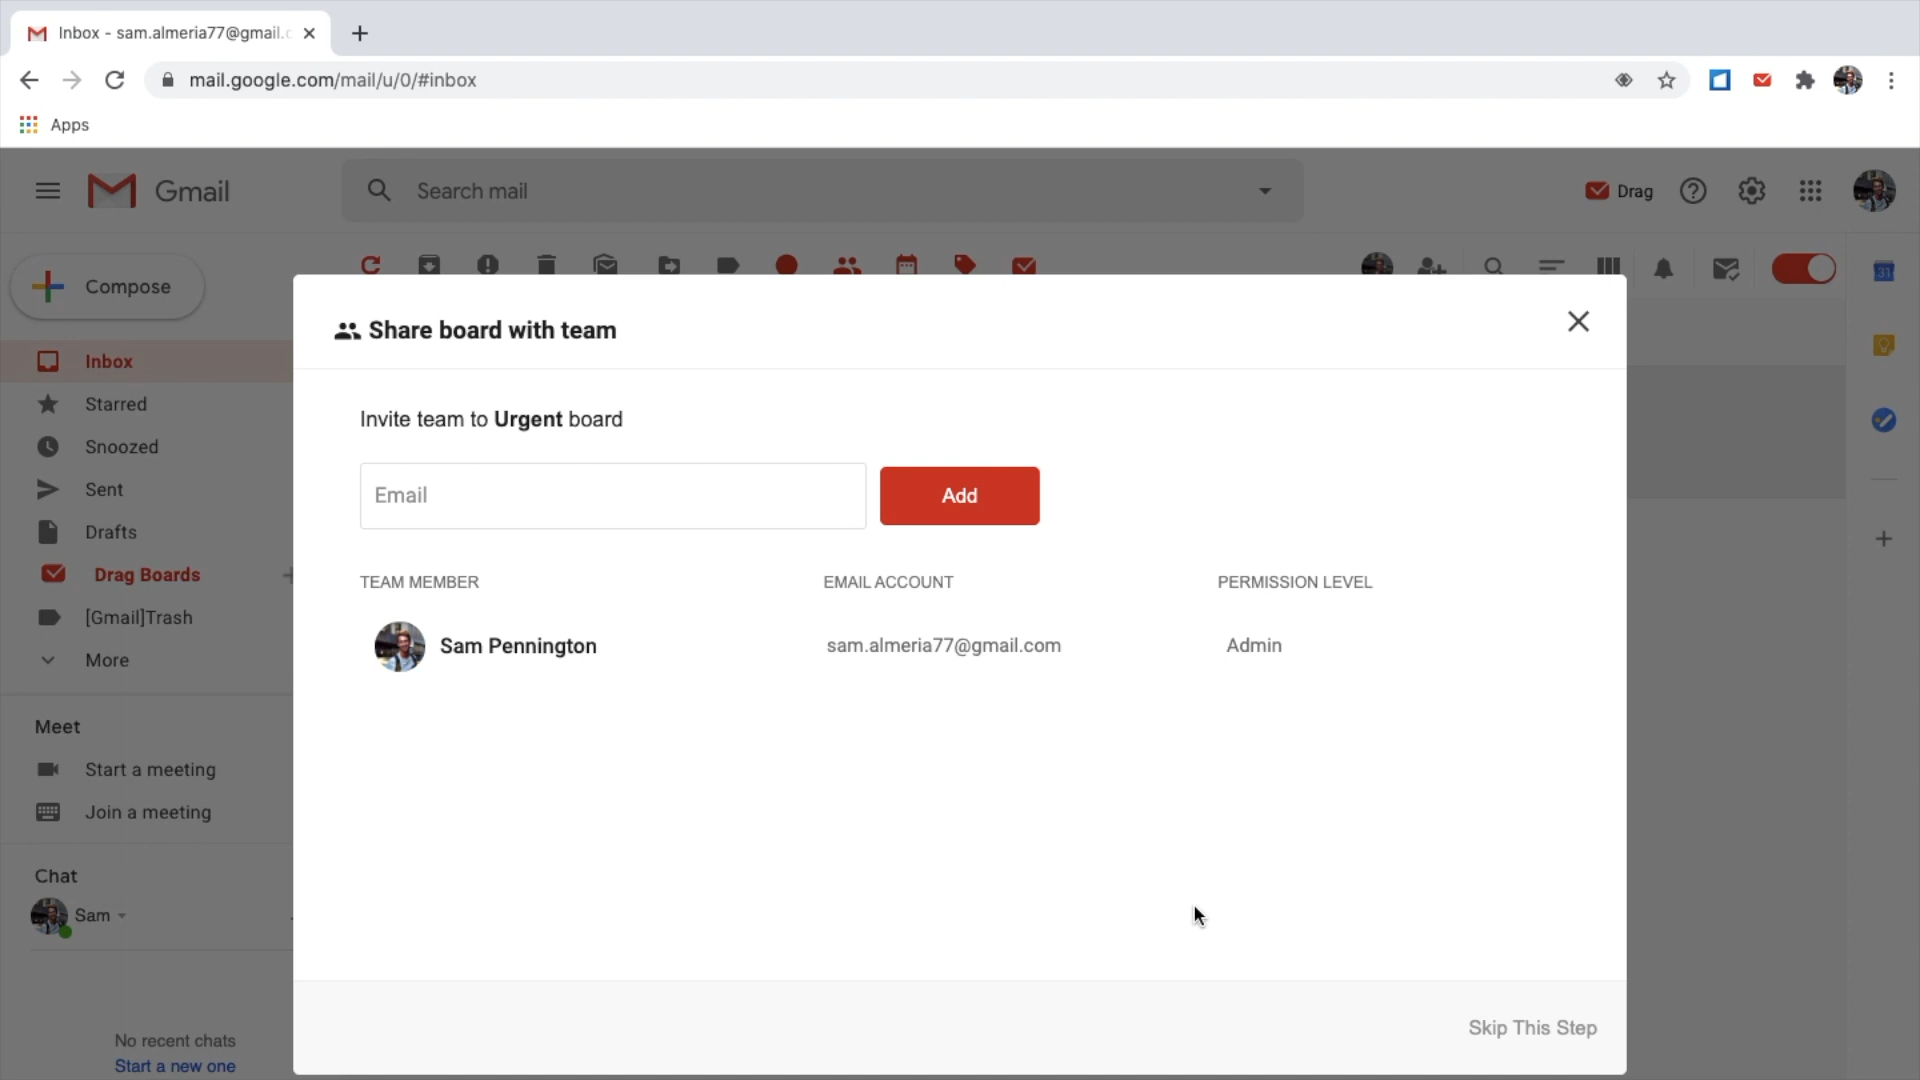 Inbox - sam.almeria77@gmail.c
mail.google.com/mail/u/0/#inbox
Apps
Gmail
Search mail
Drag
Compose
Share board with team
Inbox
Invite team to Urgent board
Starred
Snoozed
Email
Add
Sent
Drafts
Drag Boards
TEAM MEMBER EMAIL ACCOUNT PERMISSION LEVEL
[Gmail]Trash
Sam Pennington sam.almeria77@gmail.com Admin
More
Meet
Start a meeting
Join a meeting
Chat
Sam
No recent chats
Start a new one
Skip This Step
31